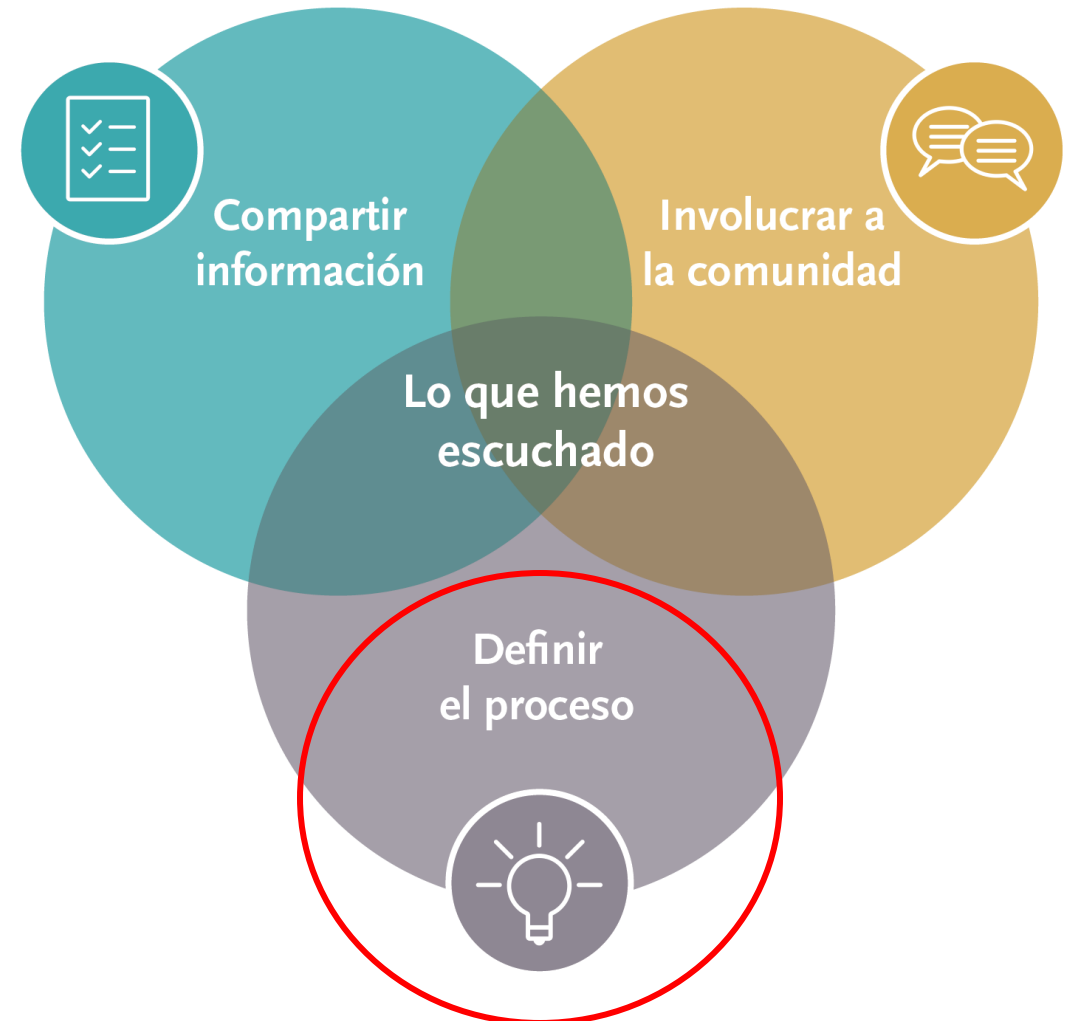 Compartir
información
Involucrar a
la comunidad
Lo que hemos
escuchado
Definir
el proceso